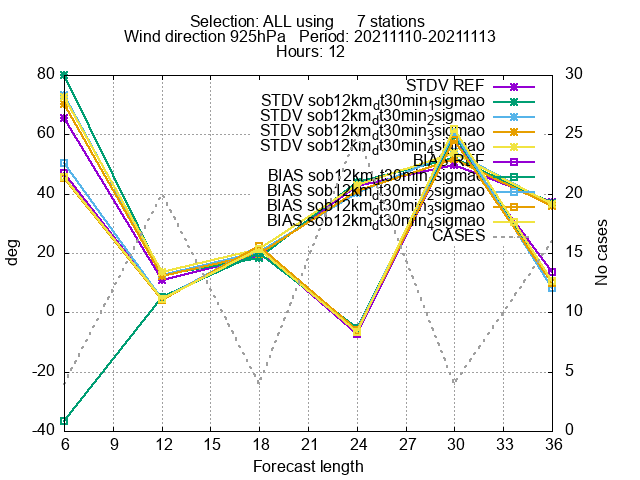 Selection: ALL using 7 stations
Wind direction 925hPa Period: 20211110-20211113
Hours: 12
80
60
40
20
0
-20
-40
deg
30
25
20
15
10
5
0
No cases
STDV REF
STDV sob12km_dt30min_1sigmao
STDV sob12km_dt30min_2sigmao
STDV sob12km_dt30min_3sigmao
STDV sob12km_dt30min_4sigmao
BIAS REF
BIAS sob12km_dt30min_1sigmao
BIAS sob12km_dt30min_2sigmao
BIAS sob12km_dt30min_3sigmao
BIAS sob12km_dt30min_4sigmao
CASES
6 9 12 15 18 21 24 27 30 33 36
Forecast length